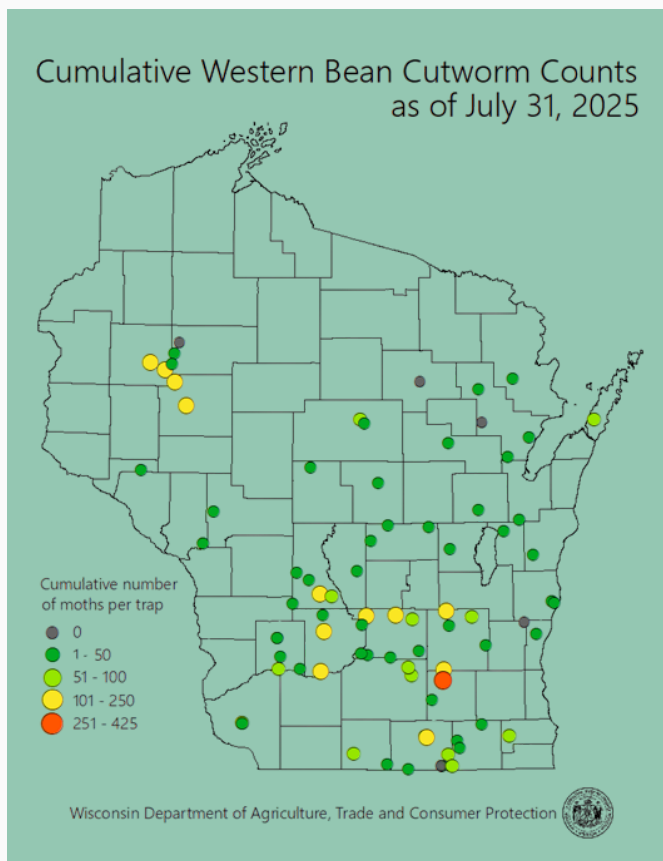 Cumulative Western Bean Cutworm Counts
as of July 31, 2025
Cumulative number
of moths per trap
0
1 - 50
51 - 100
101 - 250
251 - 425
Wisconsin Department of Agriculture, Trade and Consumer Protection